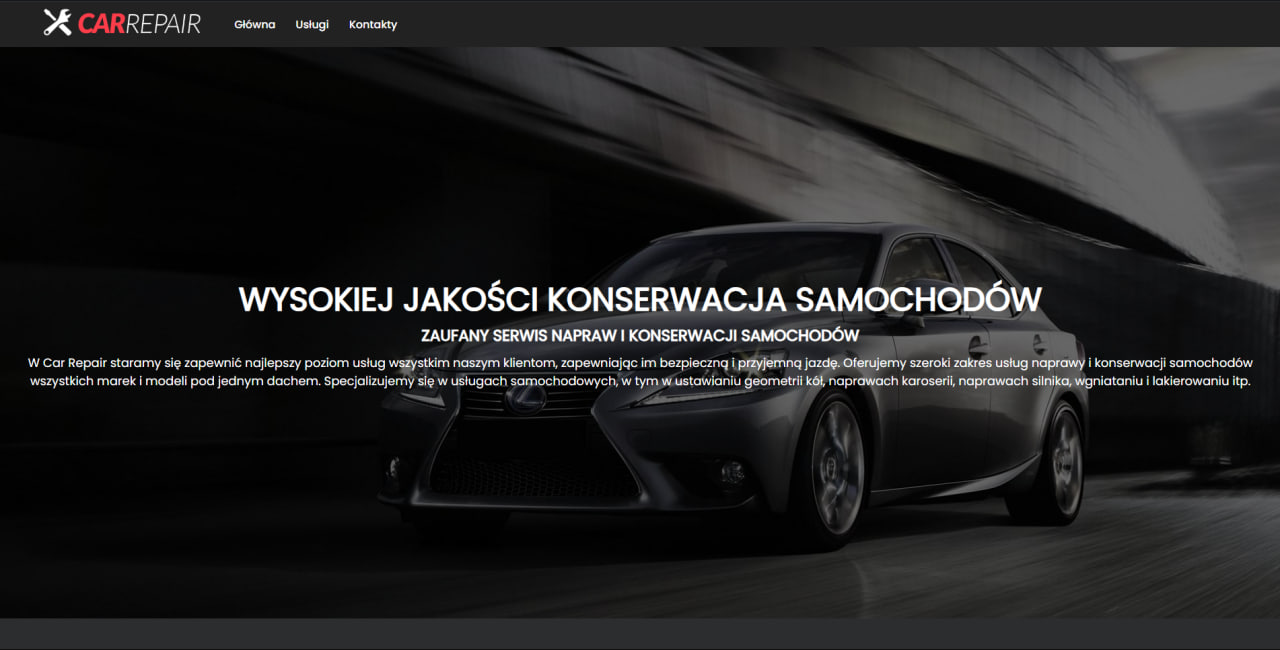 CARREPAIR
Główna Usługi Kontakty
WYSOKIEJ JAKOŚCI KONSERWACJA SAMOCHODÓW
ZAUFANY SERWIS NAPRAW I KONSERWACJI SAMOCHODÓW
W Car Repair staramy się zapewnić najlepszy poziom usług wszystkim naszym klientom, zapewniając im bezpieczną i przyjemną jazdę. Oferujemy szeroki zakres usług naprawy i konserwacji samochodów
wszystkich marek i modeli pod jednym dachem. Specjalizujemy się w usługach samochodowych, w tym w ustawianiu geometrii kół, naprawach karoserii, naprawach silnika, wgniataniu i lakierowaniu itp.